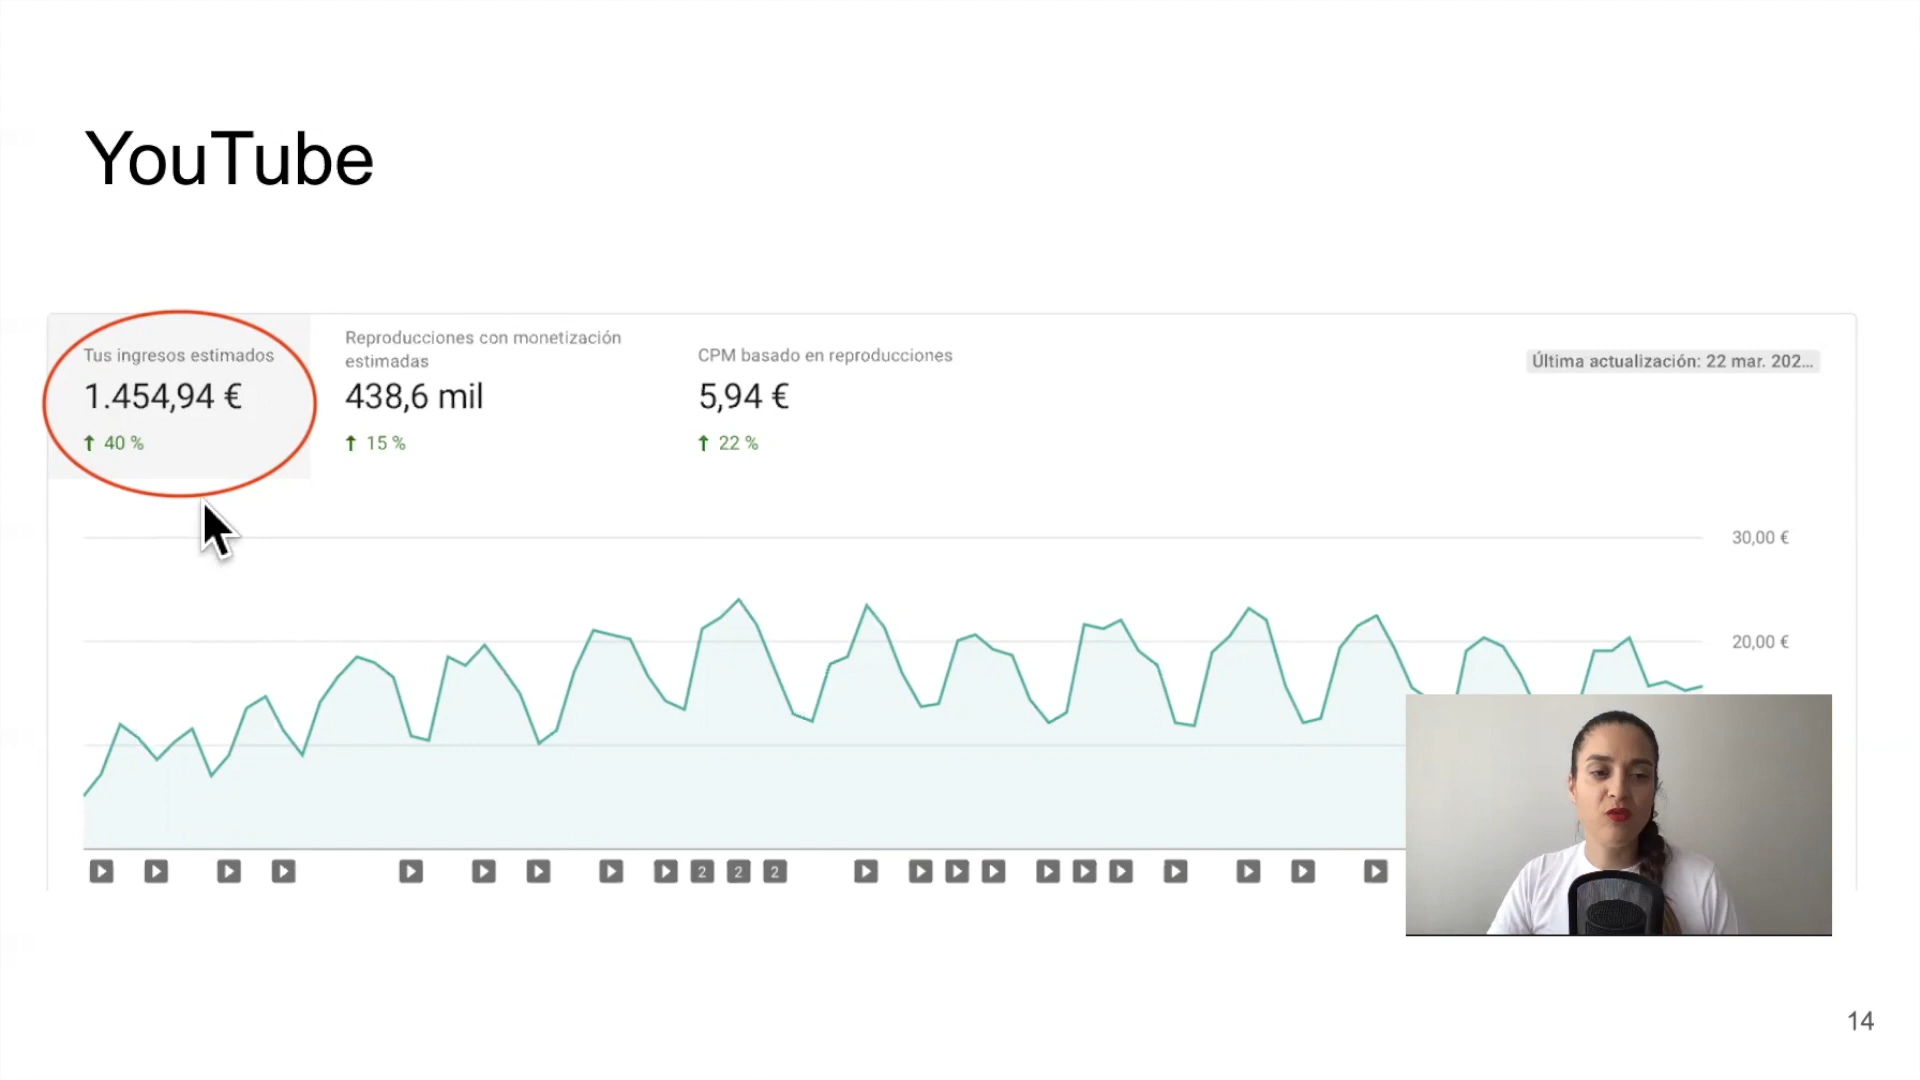 YouTube
Tus ingresos estimados
1.454,94 €
↑ 40 %
Reproducciones con monetización
estimadas
438,6 mil
↑ 15 %
CPM basado en reproducciones
5,94 €
↑ 22 %
Última actualización: 22 mar. 202...
30,00 €
20,00 €
2 2 2
14